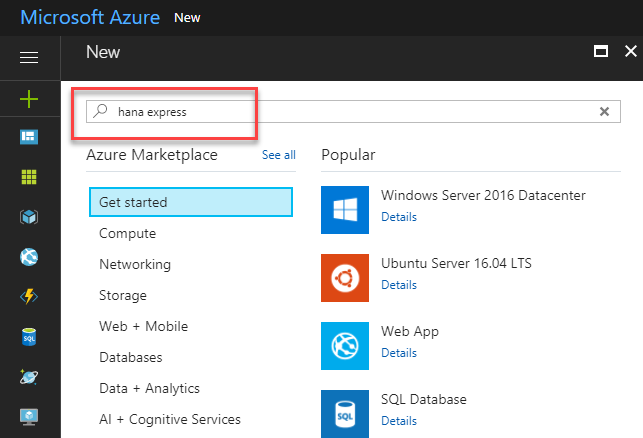 Microsoft Azure New
New
hana express
Azure Marketplace See all
Popular
Get started
Compute
Networking
Storage
Web + Mobile
Databases
Data + Analytics
AI + Cognitive Services
Windows Server 2016 Datacenter
Details
Ubuntu Server 16.04 LTS
Details
Web App
Details
SQL Database
Details
SQL
SQL